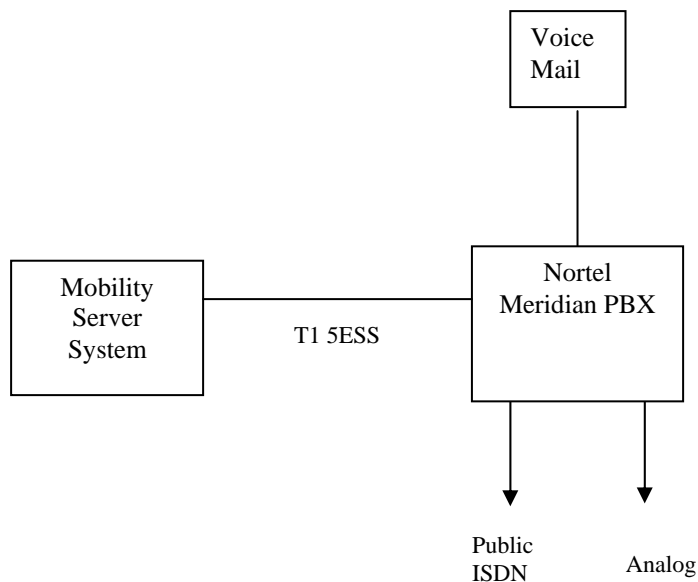 Voice
Mail
Mobility
Server
System
T1 5ESS
Nortel
Meridian PBX
Public
ISDN
Analog